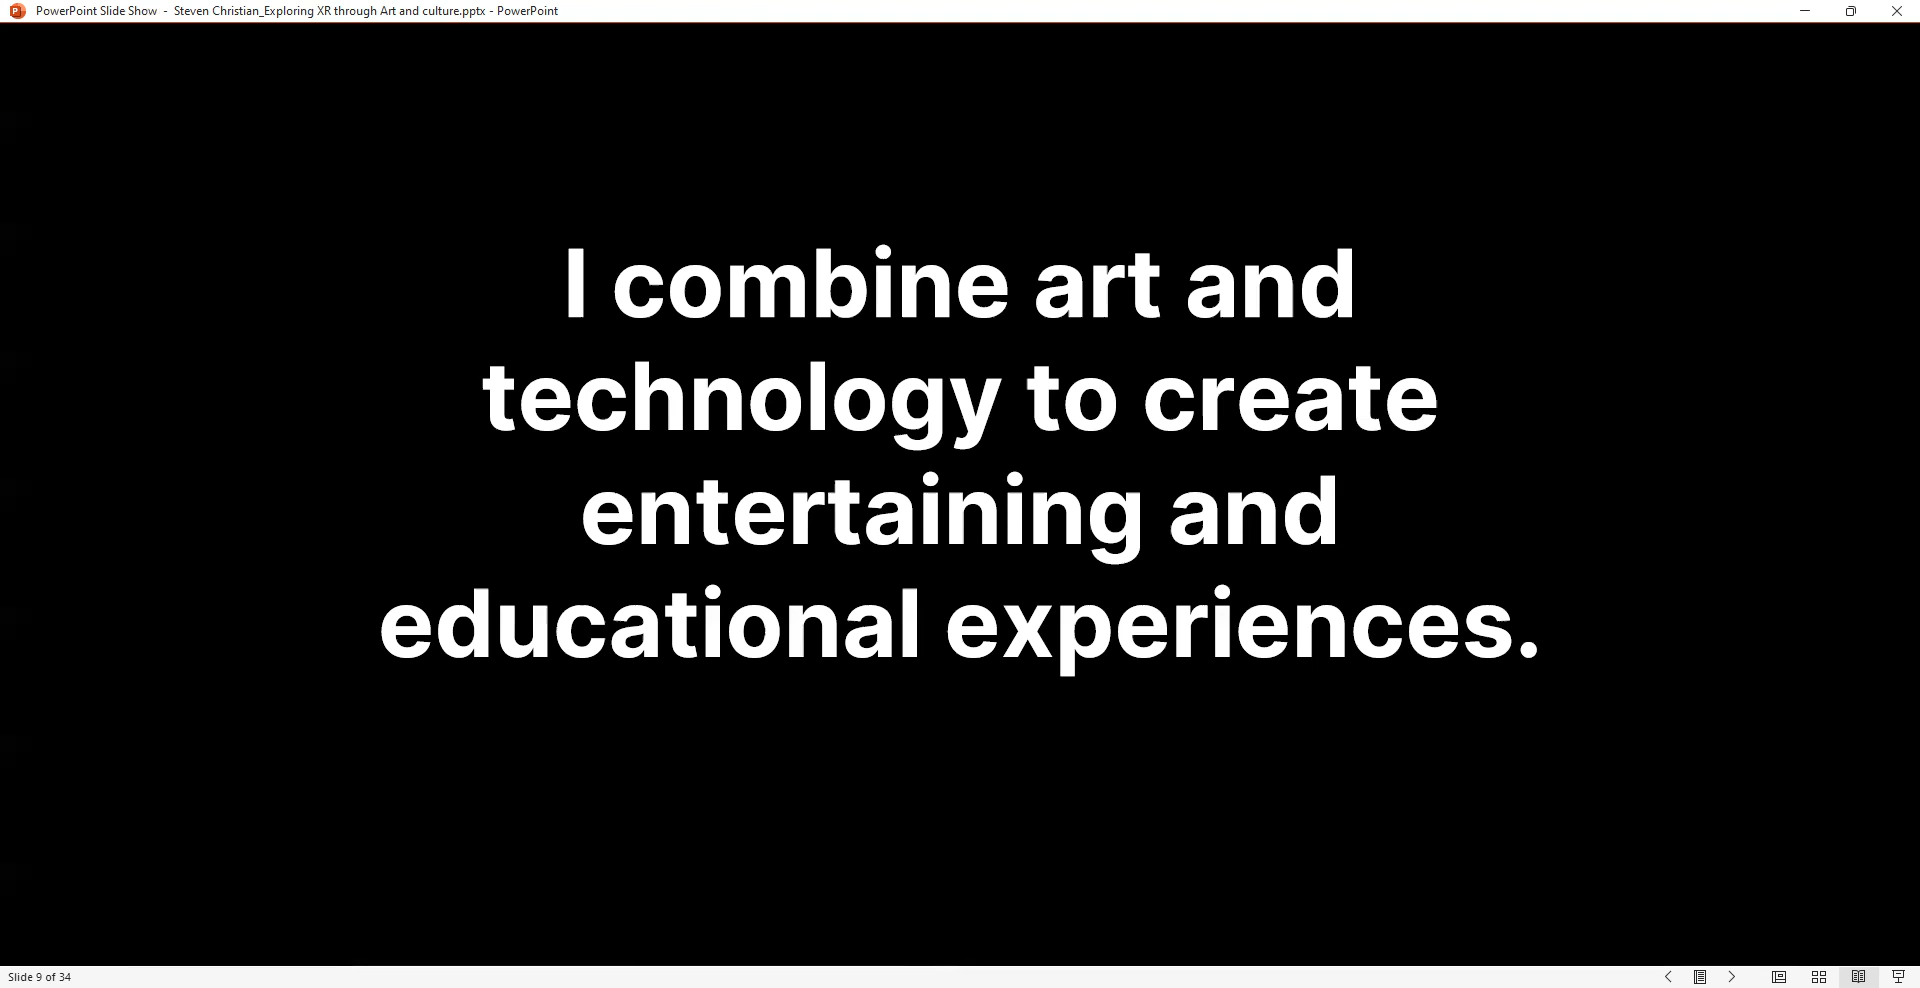 PowerPoint Slide Show - Steven Christian_Exploring XR through Art and culture.pptx - PowerPoint
I combine art and
technology to create
entertaining and
educational experiences.
Slide 9 of 34